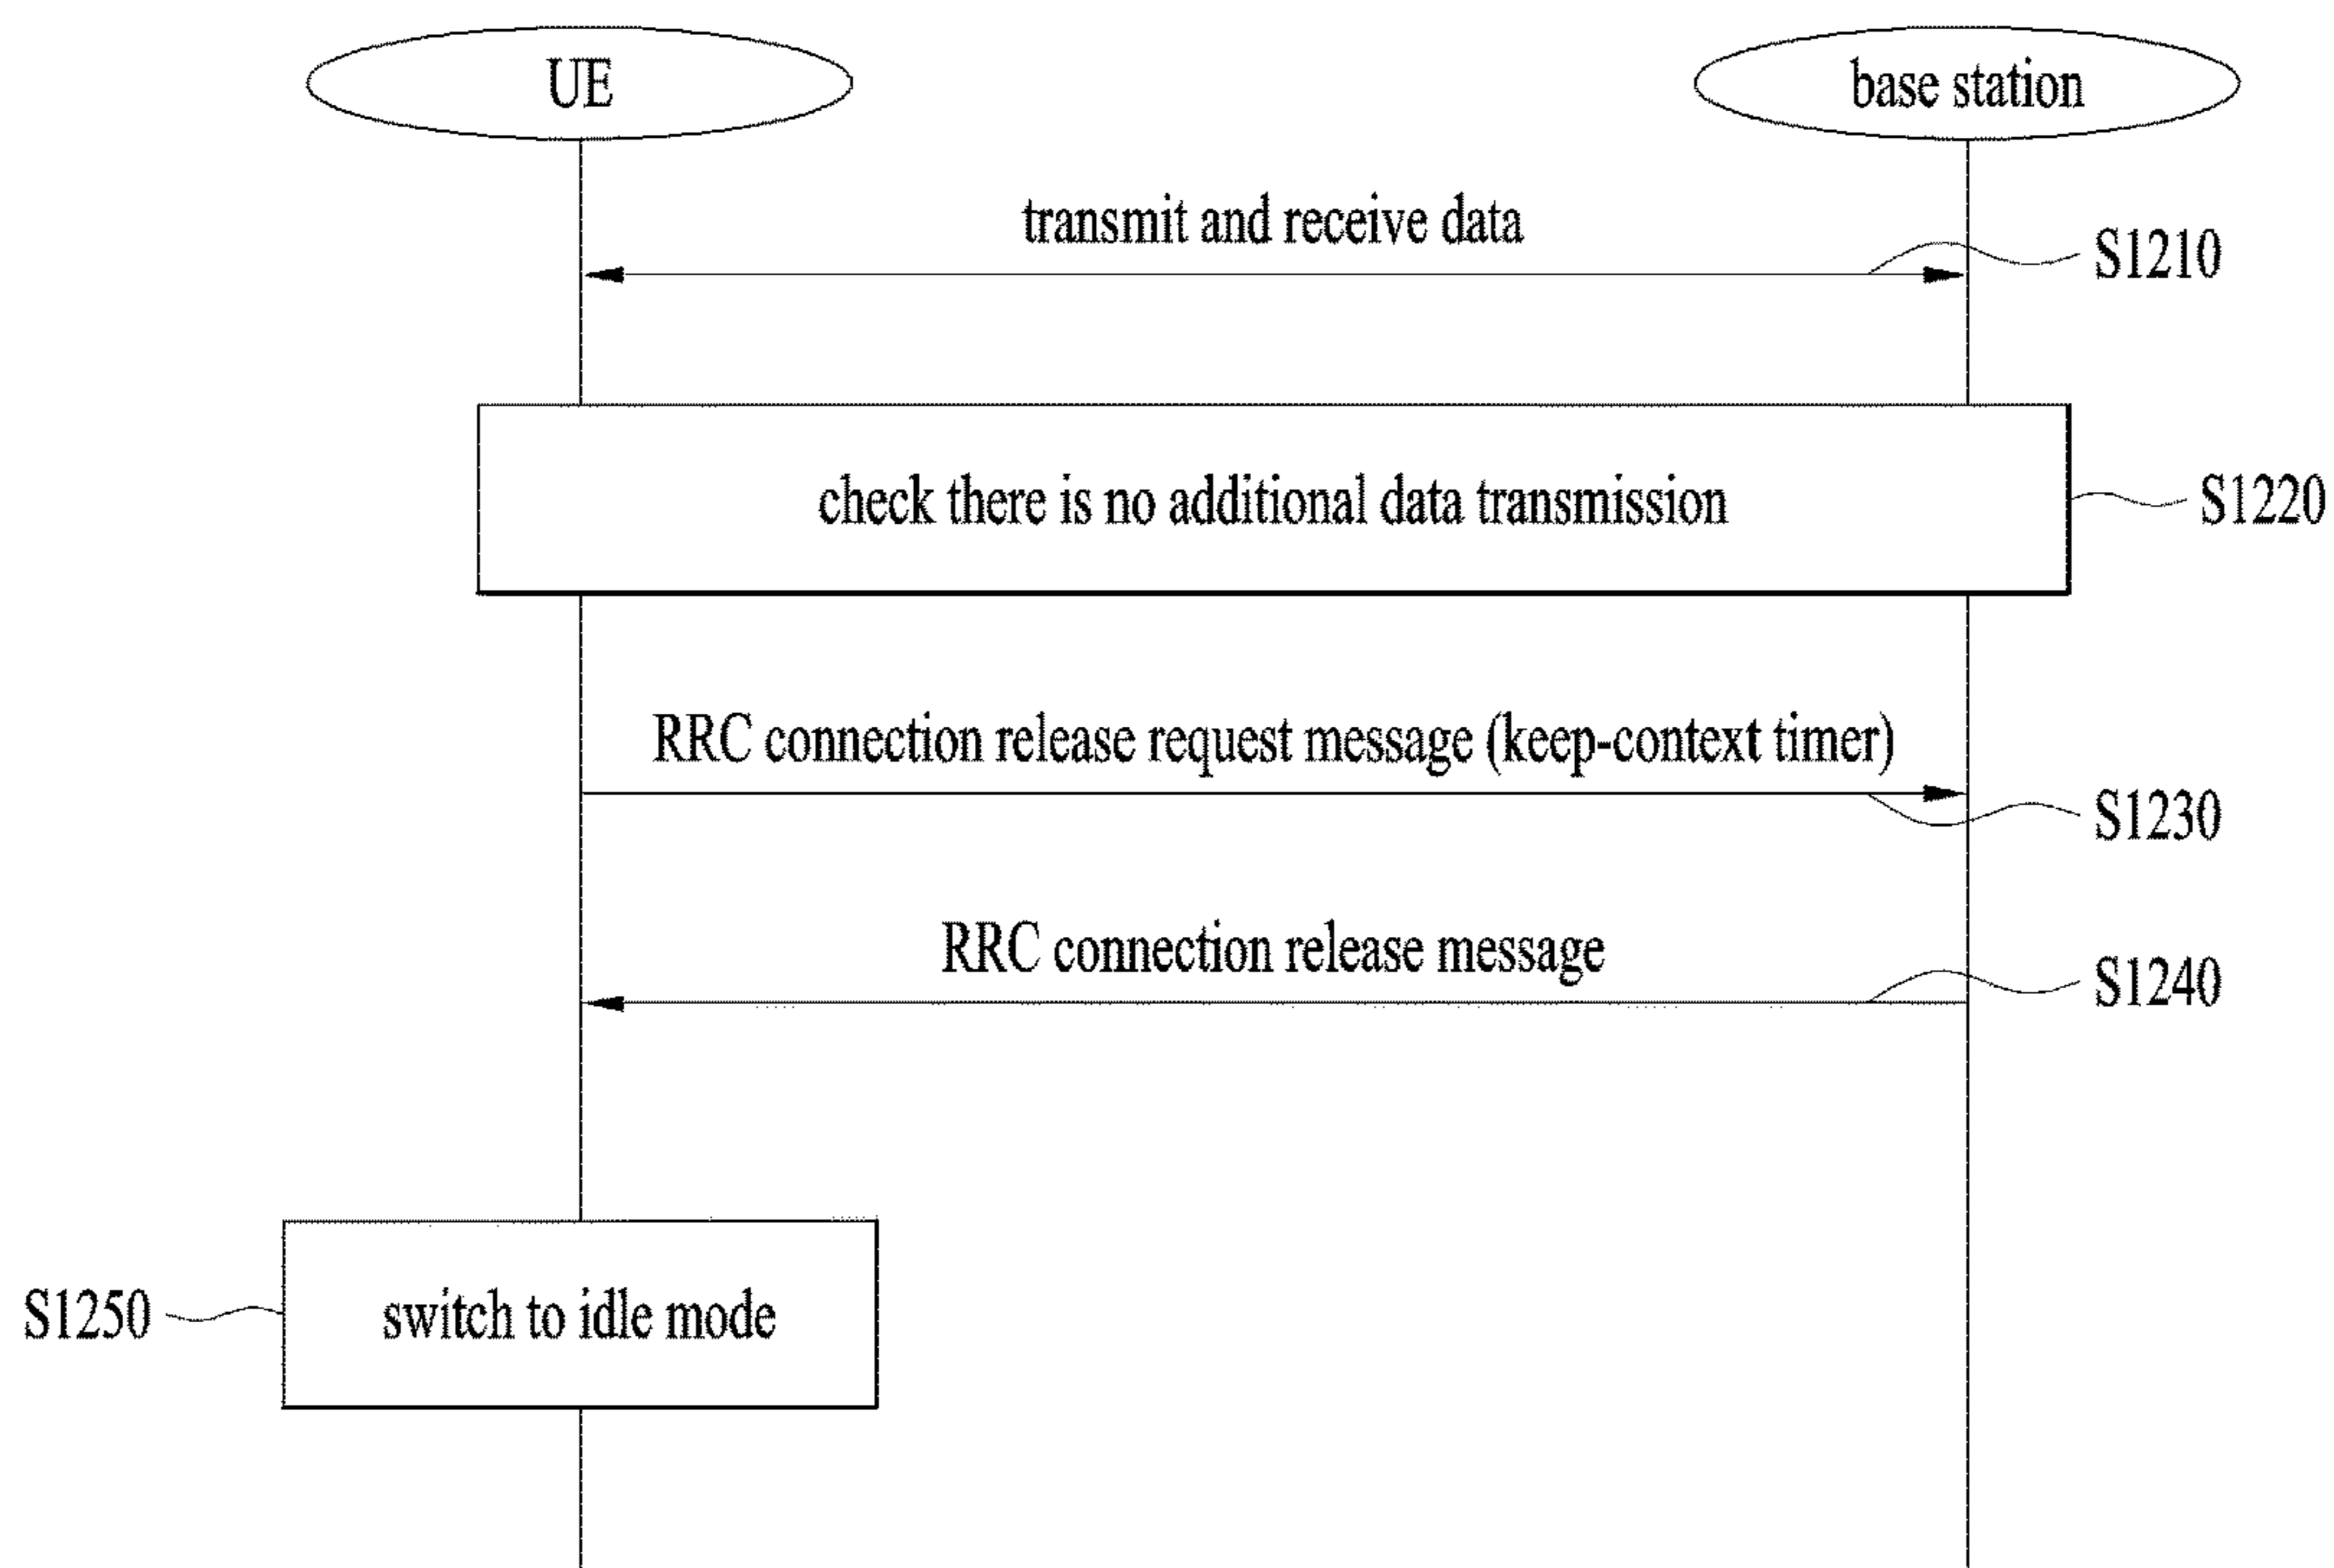 UE
base station
transmit and receive data
S1210
check there is no additional data transmission
S1220
RRC connection release request message (keep-context timer)
S1230
RRC connection release message
S1240
S1250
switch to idle mode